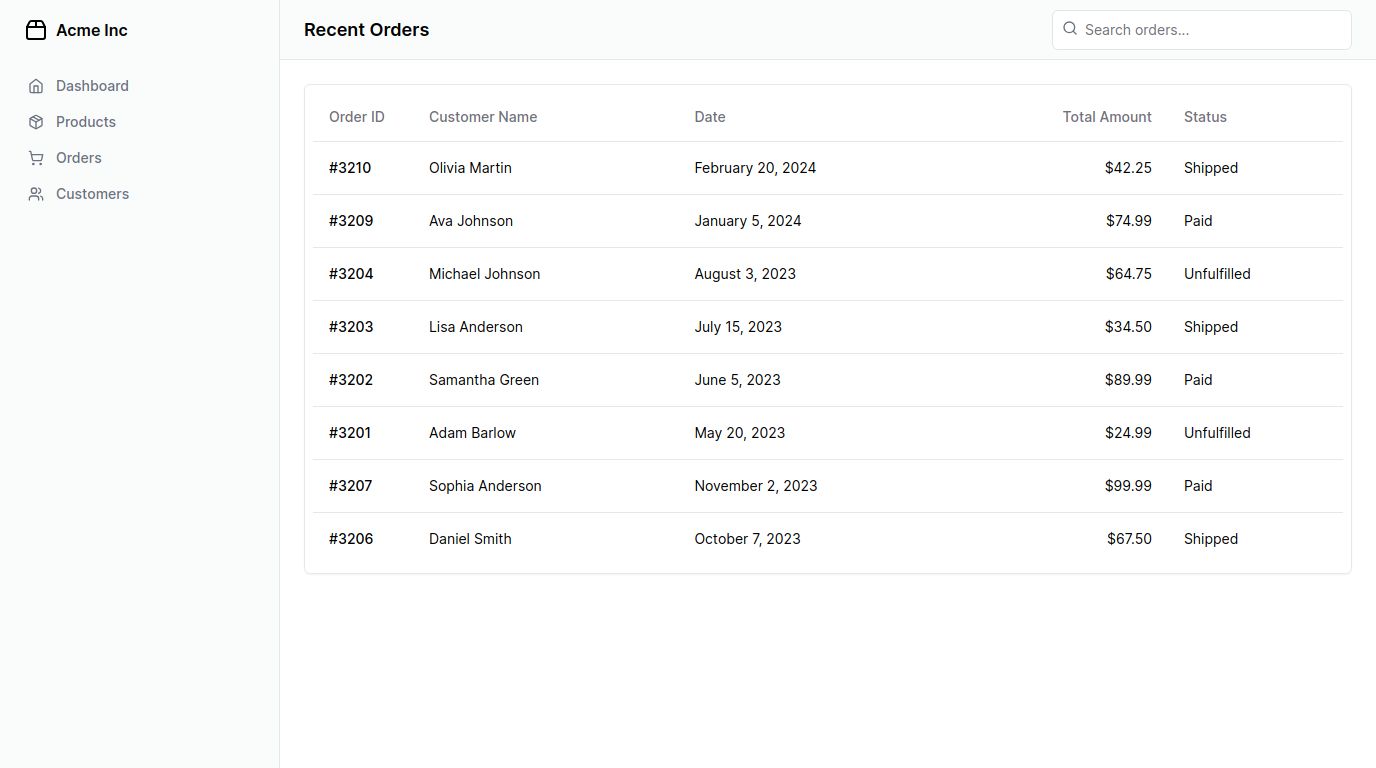 Acme Inc
Dashboard
Products
Orders
Customers
Recent Orders
Search orders...
Order ID Customer Name Date Total Amount Status
#3210 Olivia Martin February 20, 2024 $42.25 Shipped
#3209 Ava Johnson January 5, 2024 $74.99 Paid
#3204 Michael Johnson August 3, 2023 $64.75 Unfulfilled
#3203 Lisa Anderson July 15, 2023 $34.50 Shipped
#3202 Samantha Green June 5, 2023 $89.99 Paid
#3201 Adam Barlow May 20, 2023 $24.99 Unfulfilled
#3207 Sophia Anderson November 2, 2023 $99.99 Paid
#3206 Daniel Smith October 7, 2023 $67.50 Shipped